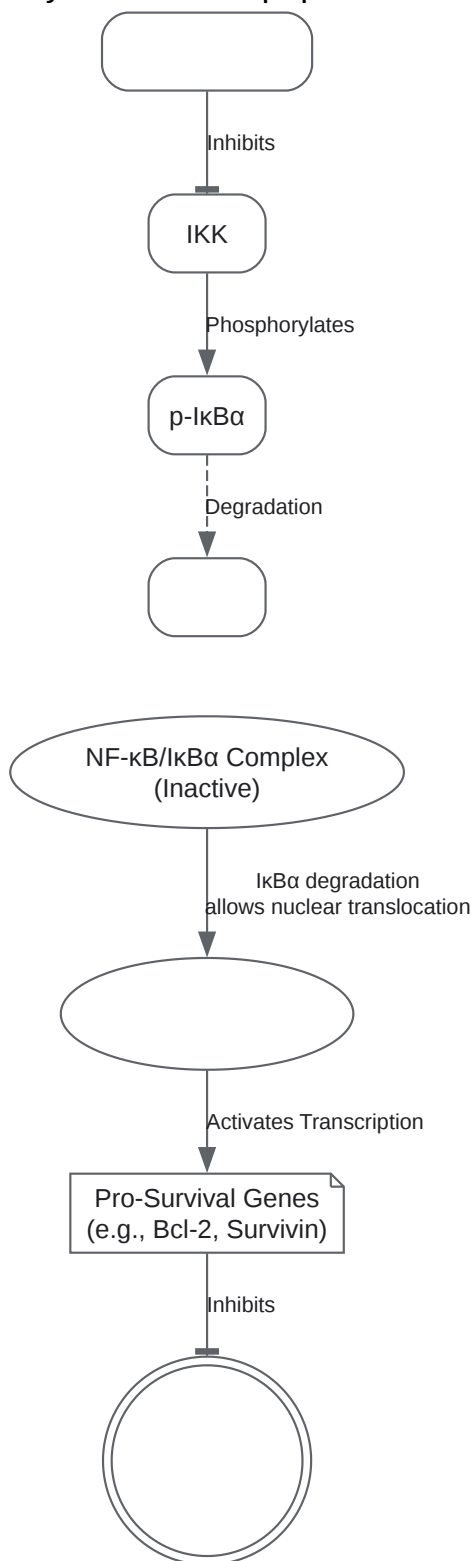 Inhibits
IKK
Phosphorylates
p-IκBα
Degradation
NF-κB/IκBα Complex
(Inactive)
IκBα degradation
allows nuclear translocation
Activates Transcription
Pro-Survival Genes
(e.g., Bcl-2, Survivin)
Inhibits